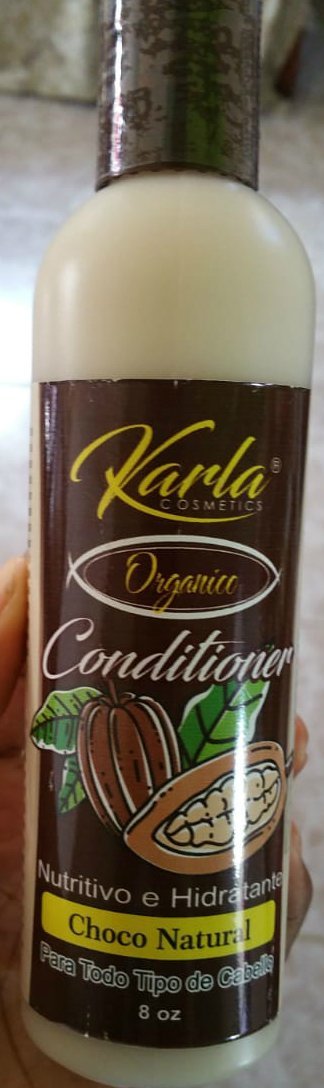 Karla®
COSMETICS
Organico
Conditioner
Nutritivo e Hidratante
Choco Natural
Para Todo Tipo de Cabello
8 oz